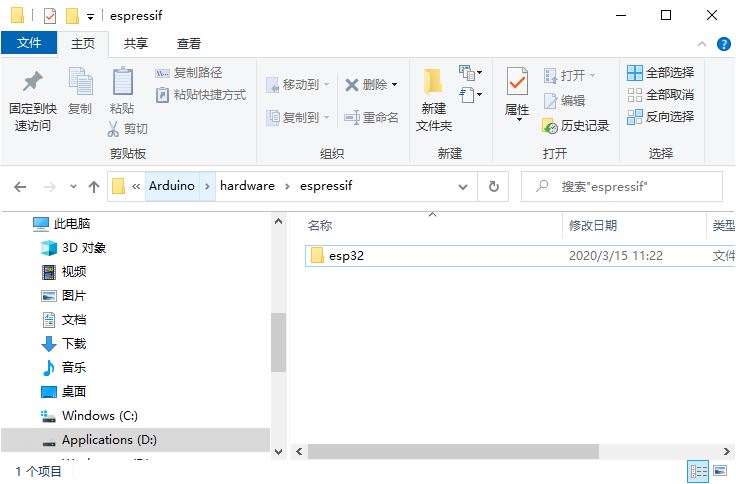 espressif
文件 主页 共享 查看
固定到快速访问
复制
粘贴
复制路径
粘贴快捷方式
剪切
剪贴板
移动到
复制到
删除
重命名
组织
新建文件夹
新建
属性
打开
编辑
历史记录
打开
全部选择
全部取消
反向选择
选择
« Arduino › hardware › espressif
搜索"espressif"
此电脑
3D 对象
视频
图片
文档
下载
音乐
桌面
Windows (C:)
Applications (D:)
名称 修改日期 类型
esp32 2020/3/15 11:22 文件
1 个项目